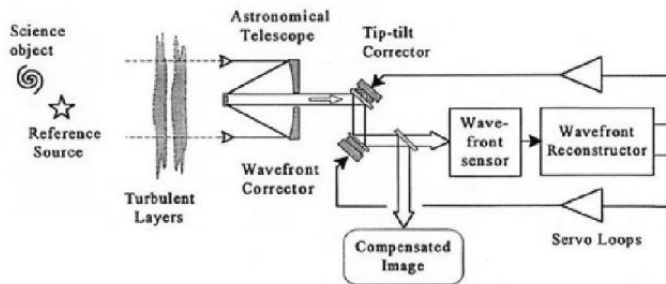 Science
object
Reference
Source
Turbulent
Layers
Astronomical
Telescope
Tip-tilt
Corrector
Wavefront
Corrector
Wave-
front
sensor
Wavefront
Reconstructor
Compensated
Image
Servo Loops